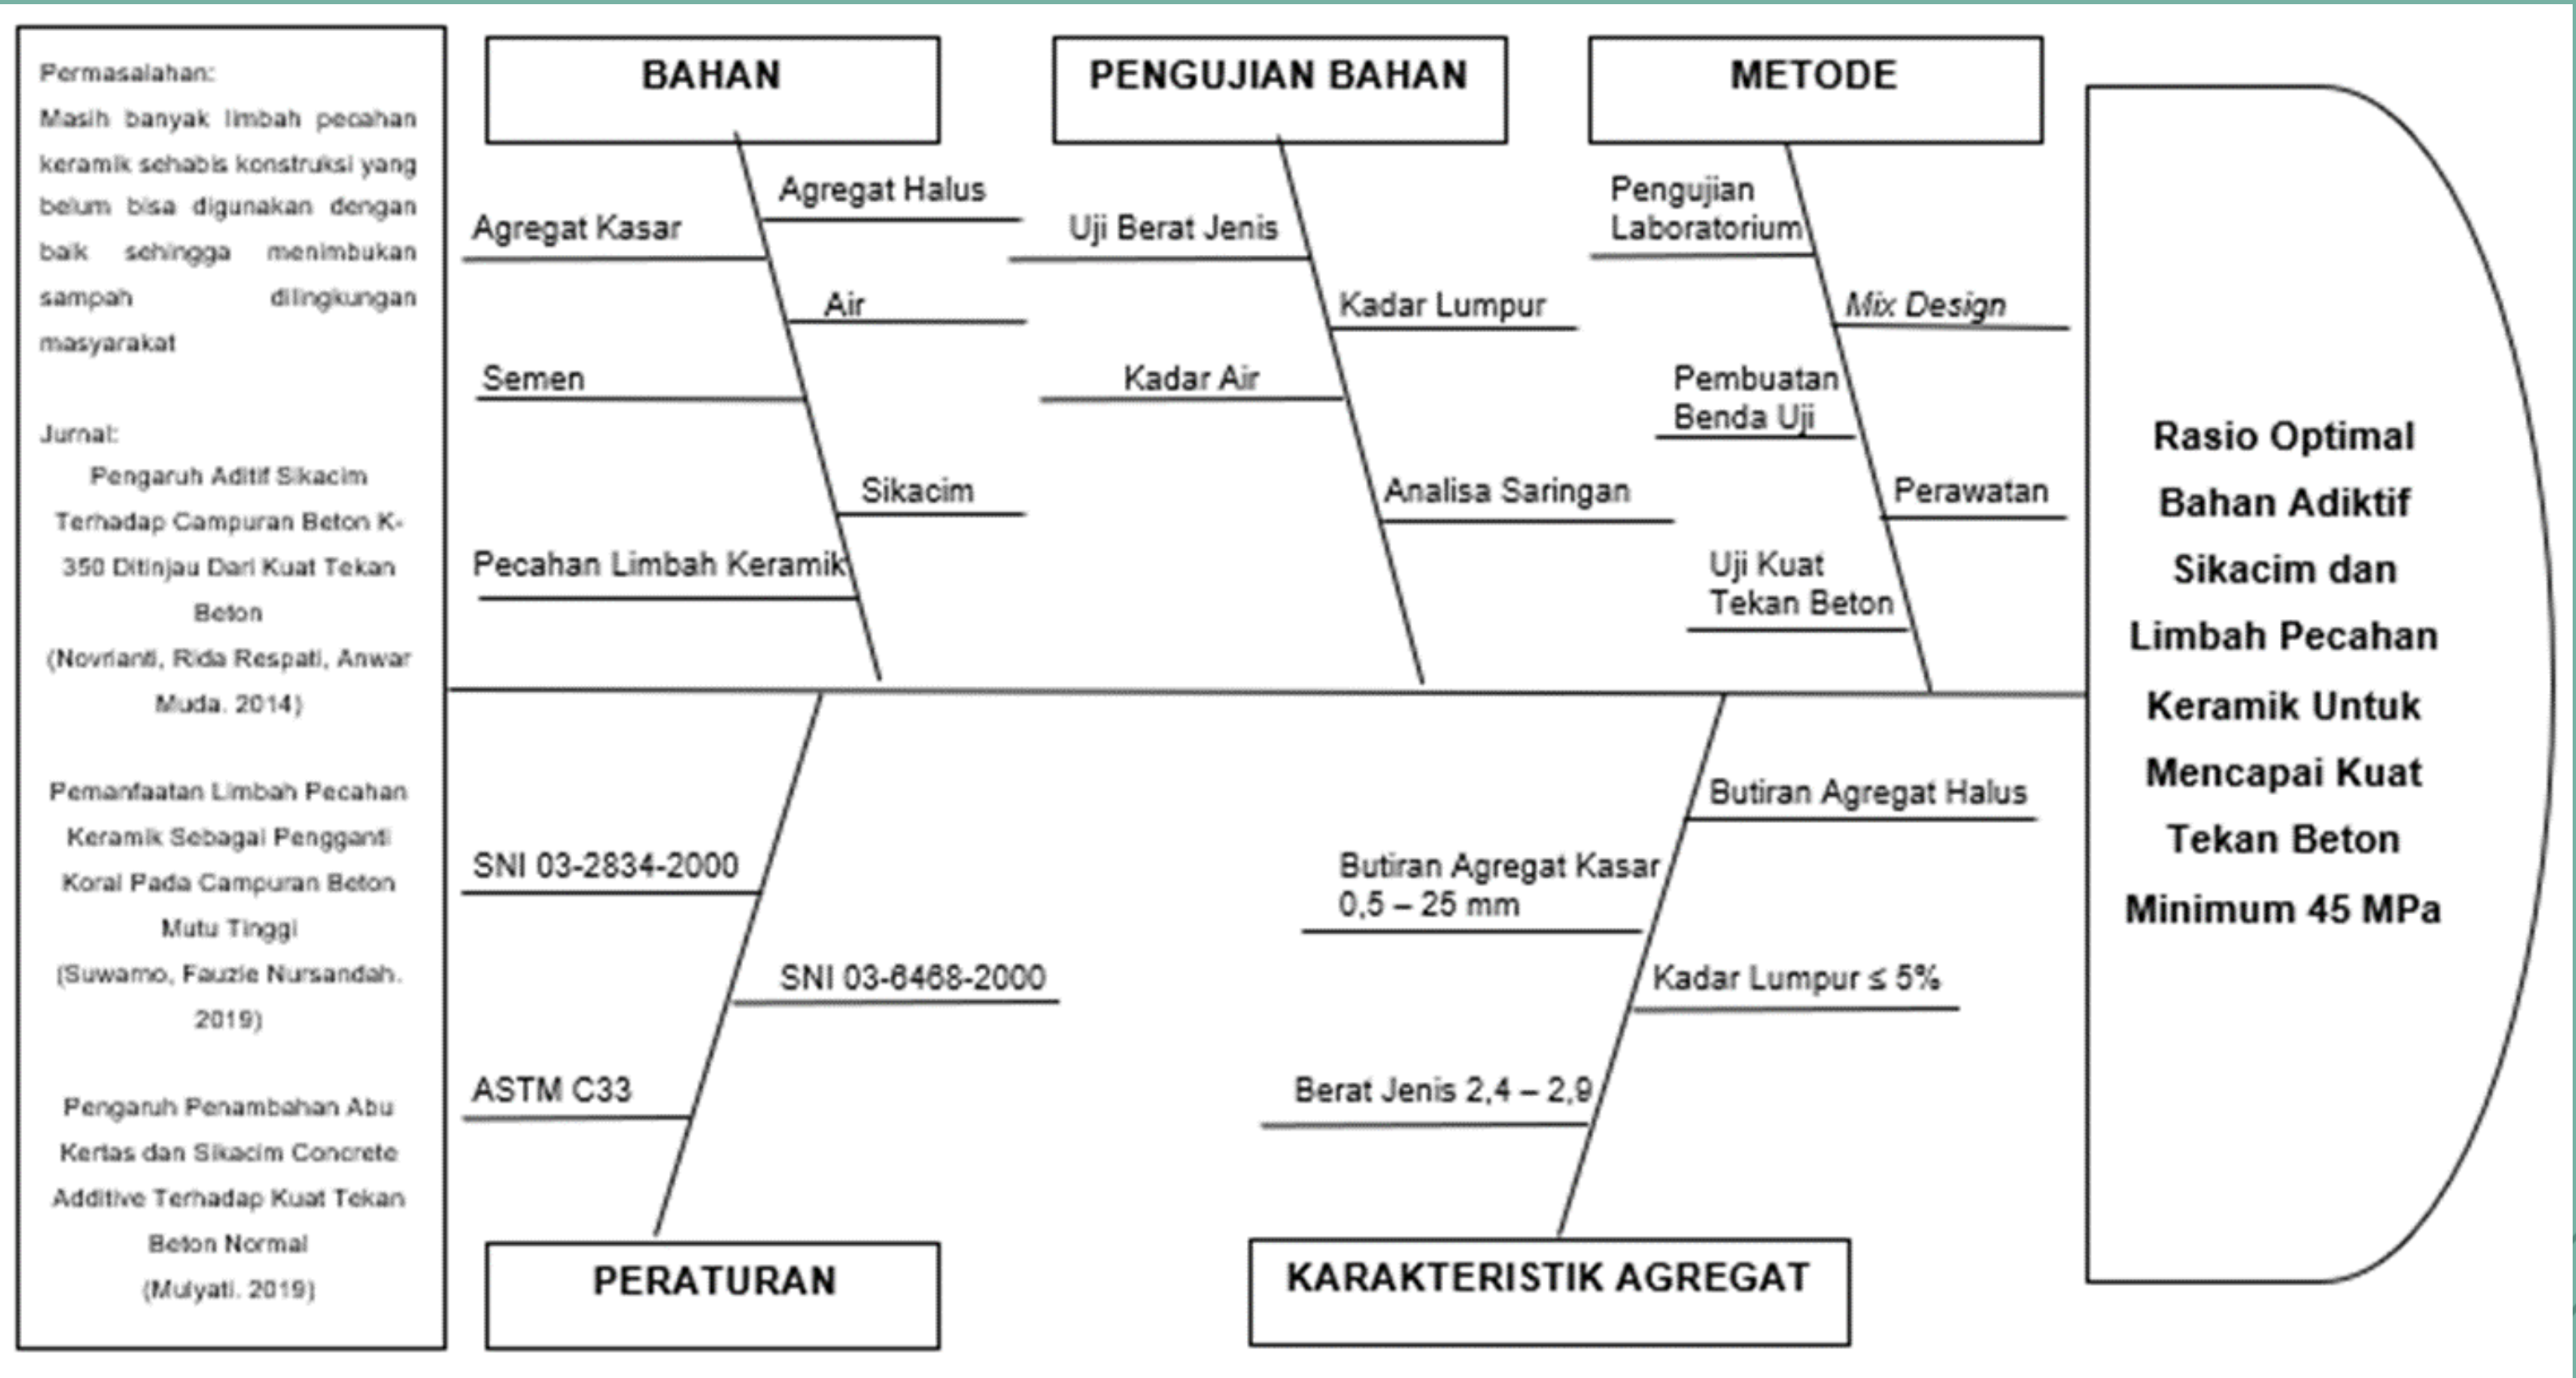 Permasalahan:
Masih banyak limbah pecahan
keramik sehabis konstruksi yang
belum bisa digunakan dengan
baik sehingga menimbukan
sampah dilingkungan
masyarakat
Jurnal:
Pengaruh Aditif Sikacim
Terhadap Campuran Beton K-
350 Ditinjau Dari Kuat Tekan
Beton
(Novrianti, Rida Respati, Anwar
Muda. 2014)
Pemanfaatan Limbah Pecahan
Keramik Sebagai Pengganti
Koral Pada Campuran Beton
Mutu Tinggi
(Suwarno, Fauzie Nursandah.
2019)
Pengaruh Penambahan Abu
Kertas dan Sikacim Concrete
Additive Terhadap Kuat Tekan
Beton Normal
(Mulyati. 2019)
BAHAN
Agregat Halus
Agregat Kasar
Air
Semen
Sikacim
Pecahan Limbah Keramik
PENGUJIAN BAHAN
Uji Berat Jenis
Kadar Lumpur
Kadar Air
Analisa Saringan
METODE
Pengujian
Laboratorium
Mix Design
Pembuatan
Benda Uji
Perawatan
Uji Kuat
Tekan Beton
SNI 03-2834-2000
SNI 03-6468-2000
ASTM C33
PERATURAN
Butiran Agregat Halus
Butiran Agregat Kasar
0,5 – 25 mm
Kadar Lumpur ≤ 5%
Berat Jenis 2,4 – 2,9
KARAKTERISTIK AGREGAT
Rasio Optimal
Bahan Adiktif
Sikacim dan
Limbah Pecahan
Keramik Untuk
Mencapai Kuat
Tekan Beton
Minimum 45 MPa